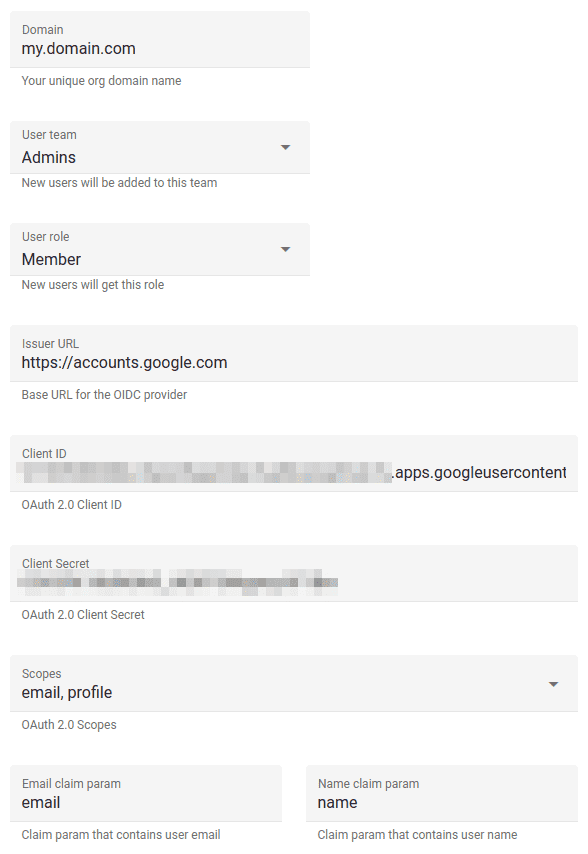 Domain
my.domain.com
Your unique org domain name
User team
Admins
New users will be added to this team
User role
Member
New users will get this role
Issuer URL
https://accounts.google.com
Base URL for the OIDC provider
Client ID
.apps.googleusercontent
OAuth 2.0 Client ID
Client Secret
OAuth 2.0 Client Secret
Scopes
email, profile
OAuth 2.0 Scopes
Email claim param
email
Claim param that contains user email
Name claim param
name
Claim param that contains user name